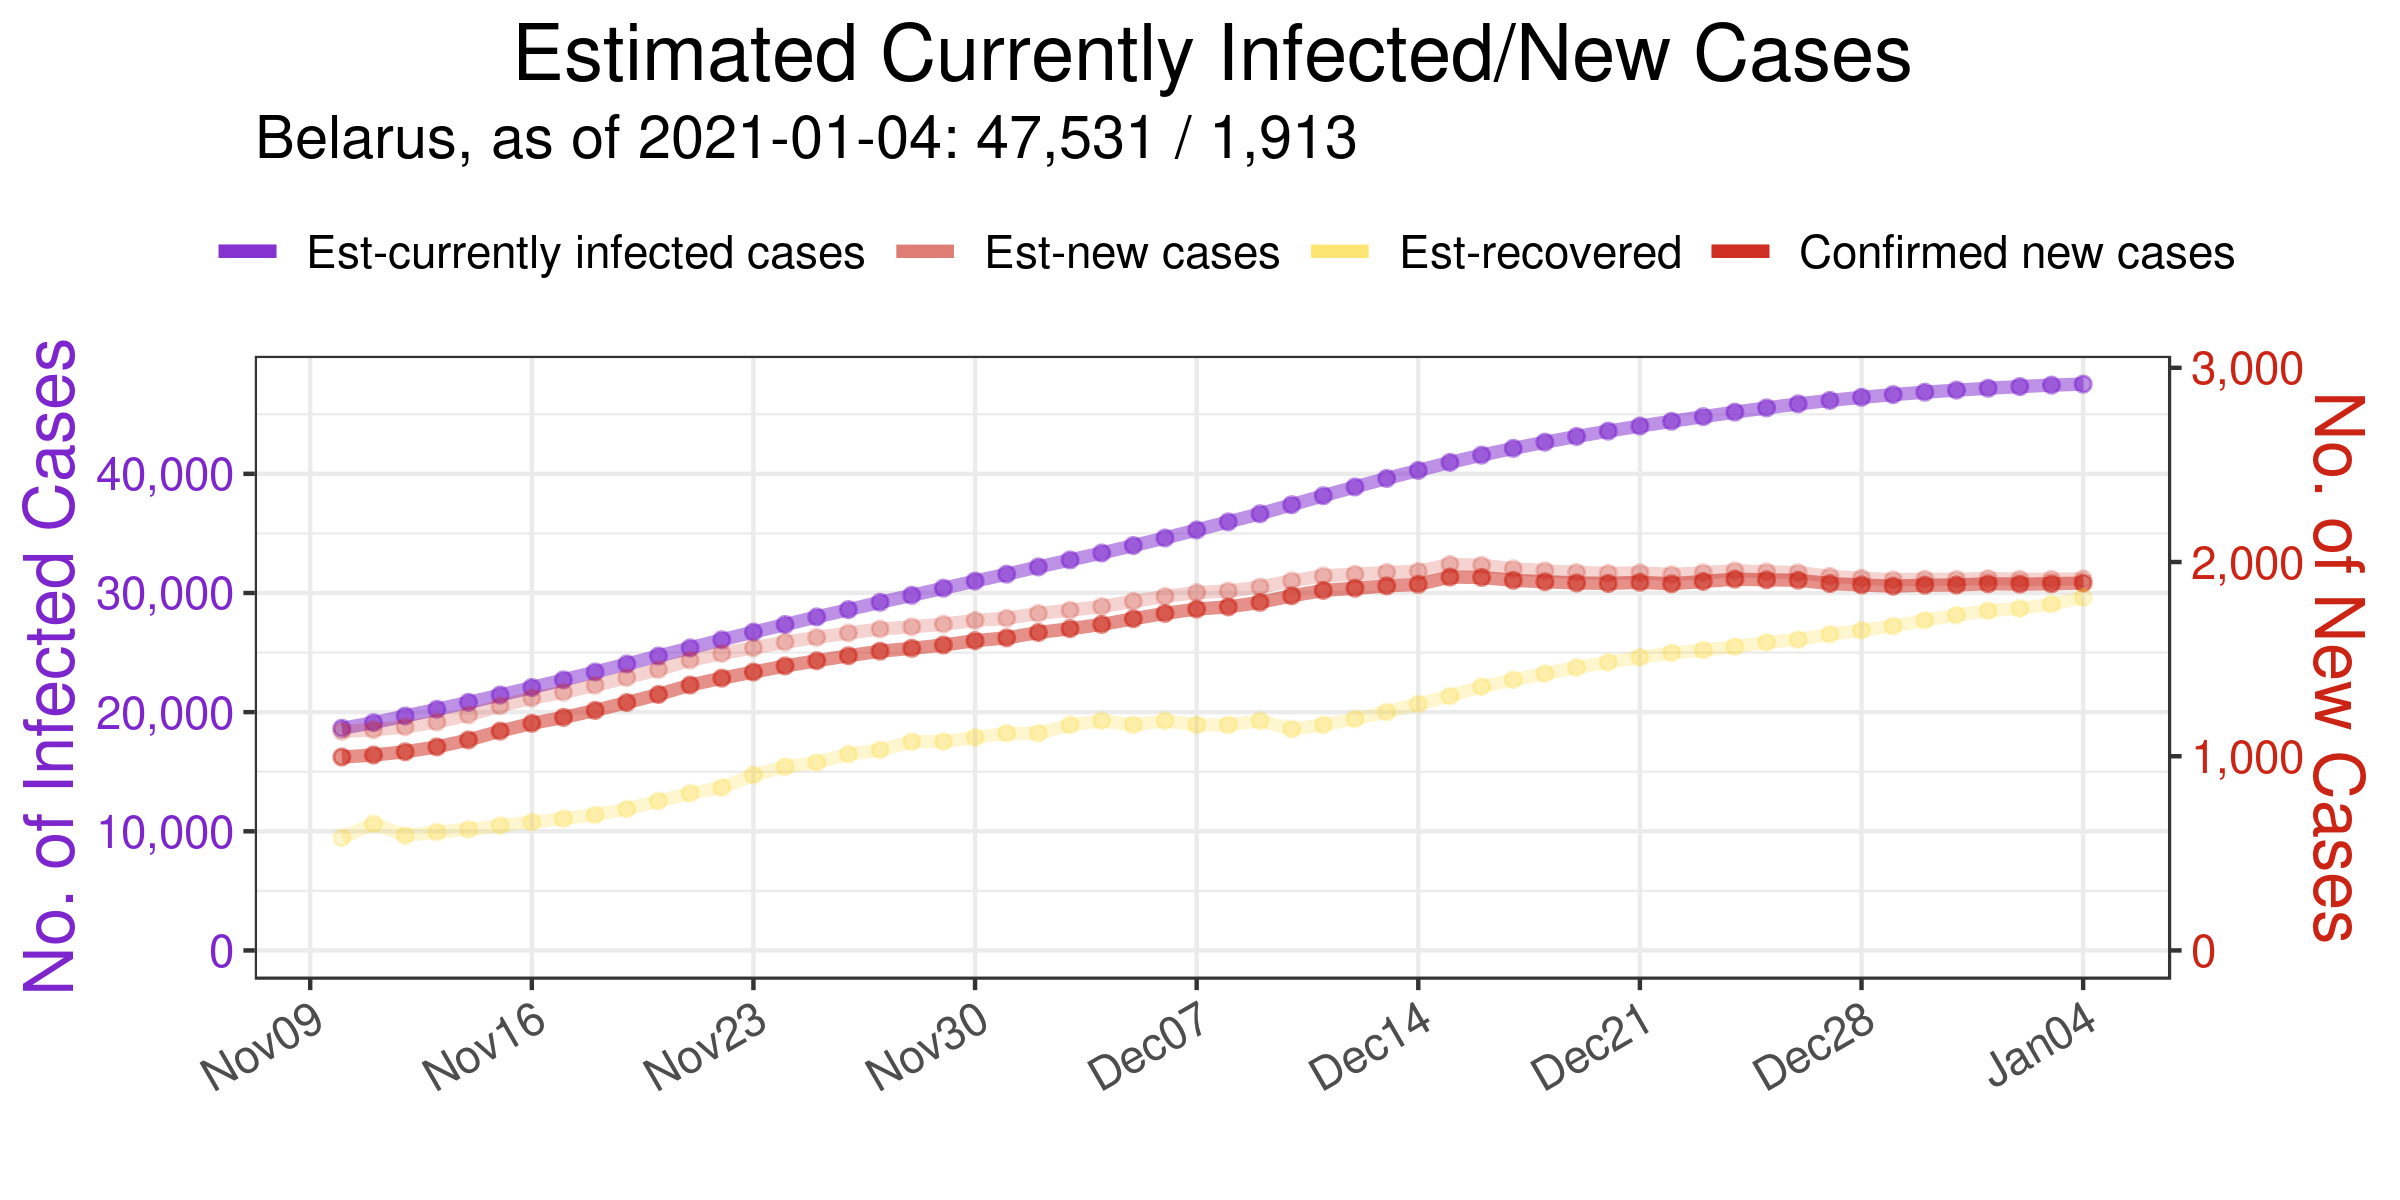 Estimated Currently Infected/New Cases
Belarus, as of 2021-01-04: 47,531 / 1,913
Est-currently infected cases Est-new cases Est-recovered Confirmed new cases
No. of Infected Cases
40,000
30,000
20,000
10,000
0
3,000
2,000
1,000
0
No. of New Cases
Nov09 Nov16 Nov23 Nov30 Dec07 Dec14 Dec21 Dec28 Jan04